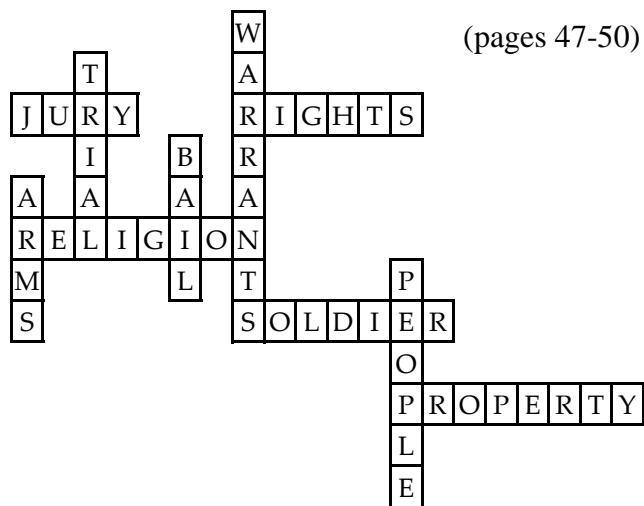 W (pages 47-50)
T A
JURY RIGHTS
I B R
A A A A
RELIGION
M L T P
S SOLDIER
O
PROPERTY
L
E